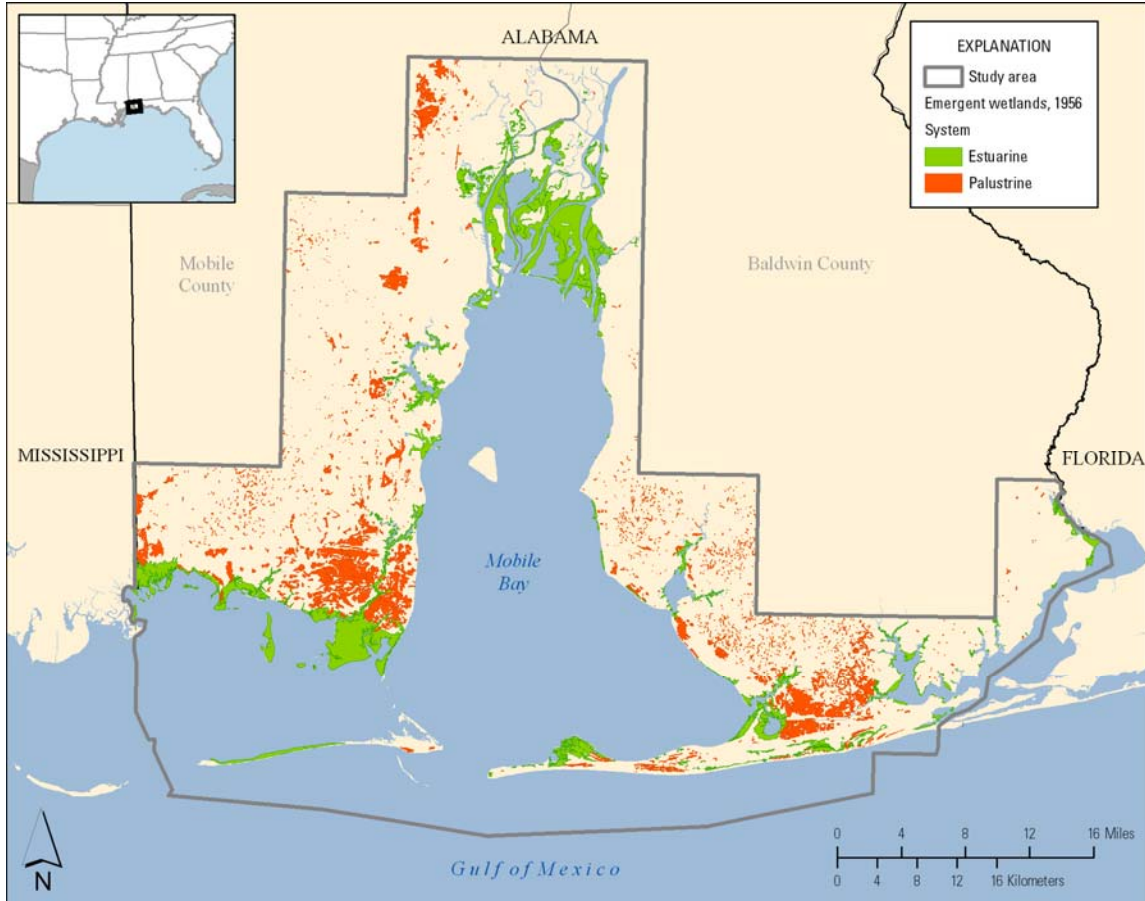 ALABAMA
EXPLANATION
Study area
Emergent wetlands, 1956
System
Estuarine
Palustrine
Mobile
County
Baldwin County
MISSISSIPPI
FLORIDA
Mobile
Bay
0 4 8 12 16 Miles
0 4 8 12 16 Kilometers
N
Gulf of Mexico